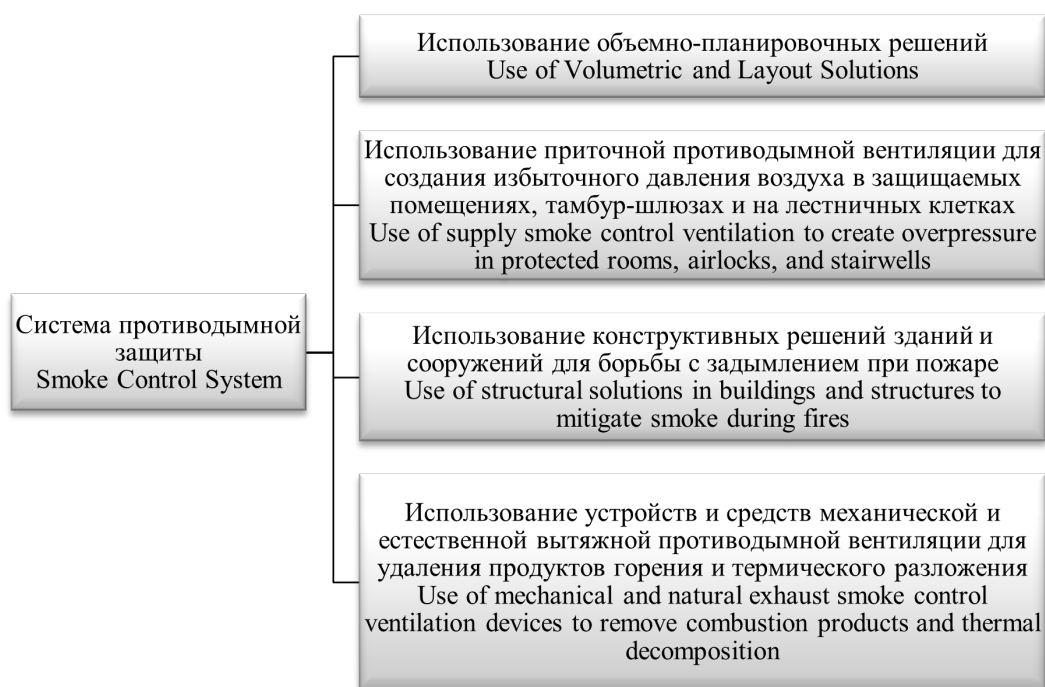 Использование объемно-планировочных решений
Use of Volumetric and Layout Solutions
Использование приточной противодымной вентиляции для
создания избыточного давления воздуха в защищаемых
помещениях, тамбур-шлюзах и на лестничных клетках
Use of supply smoke control ventilation to create overpressure
in protected rooms, airlocks, and stairwells
Система противодымной
защиты
Smoke Control System
Использование конструктивных решений зданий и
сооружений для борьбы с задымлением при пожаре
Use of structural solutions in buildings and structures to
mitigate smoke during fires
Использование устройств и средств механической и
естественной вытяжной противодымной вентиляции для
удаления продуктов горения и термического разложения
Use of mechanical and natural exhaust smoke control
ventilation devices to remove combustion products and thermal
decomposition